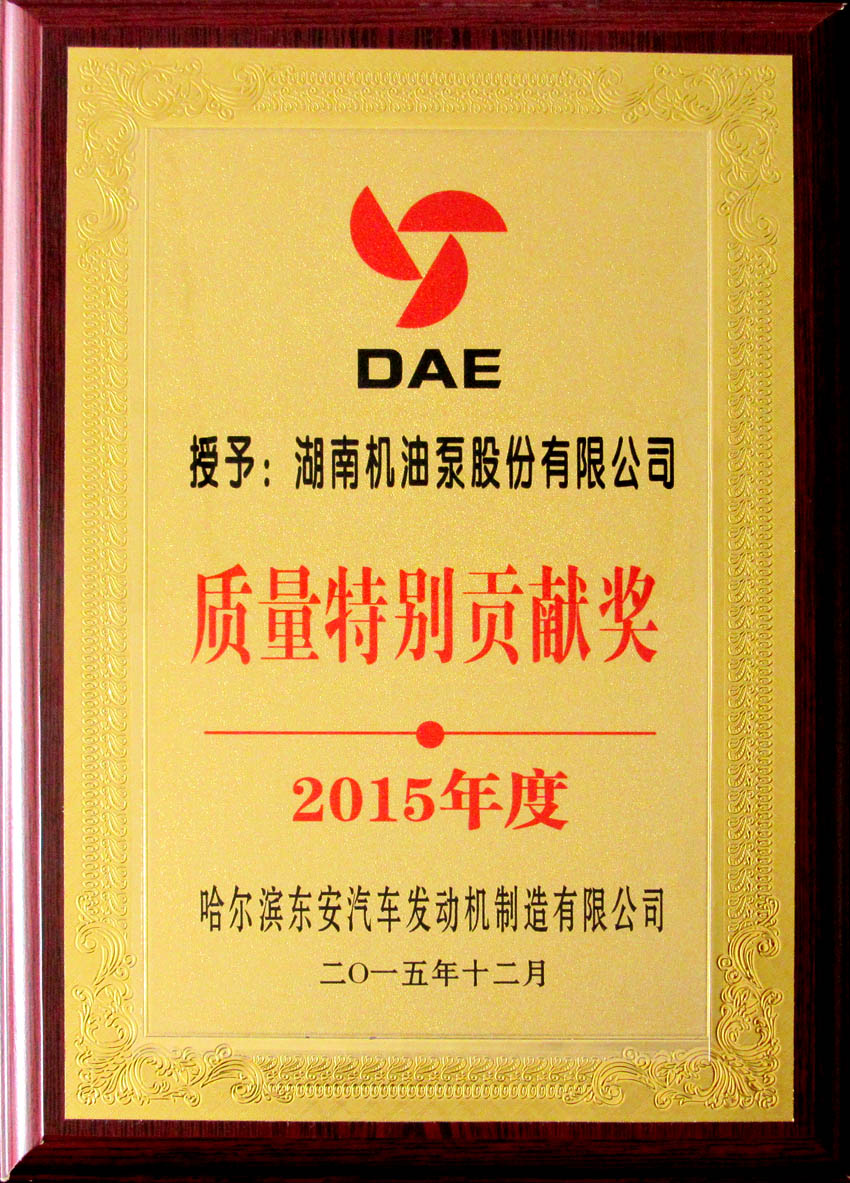 DAE
授予：湖南机油泵股份有限公司
质量特别贡献奖
2015年度
哈尔滨东安汽车发动机制造有限公司
二〇一五年十二月